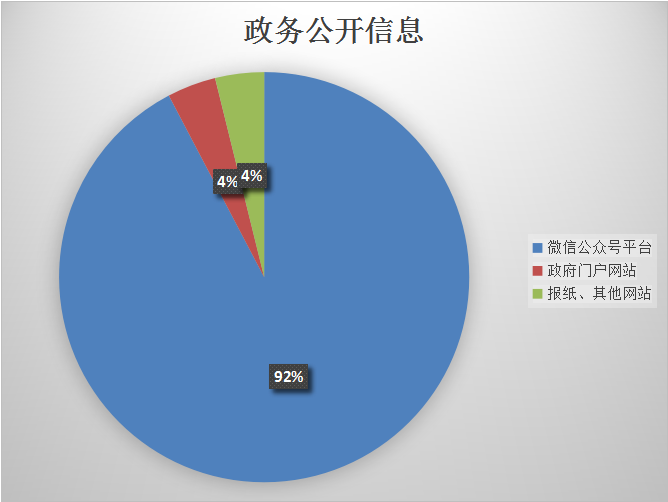 政务公开信息
4%
4%
92%
微信公众号平台
政府门户网站
报纸、其他网站